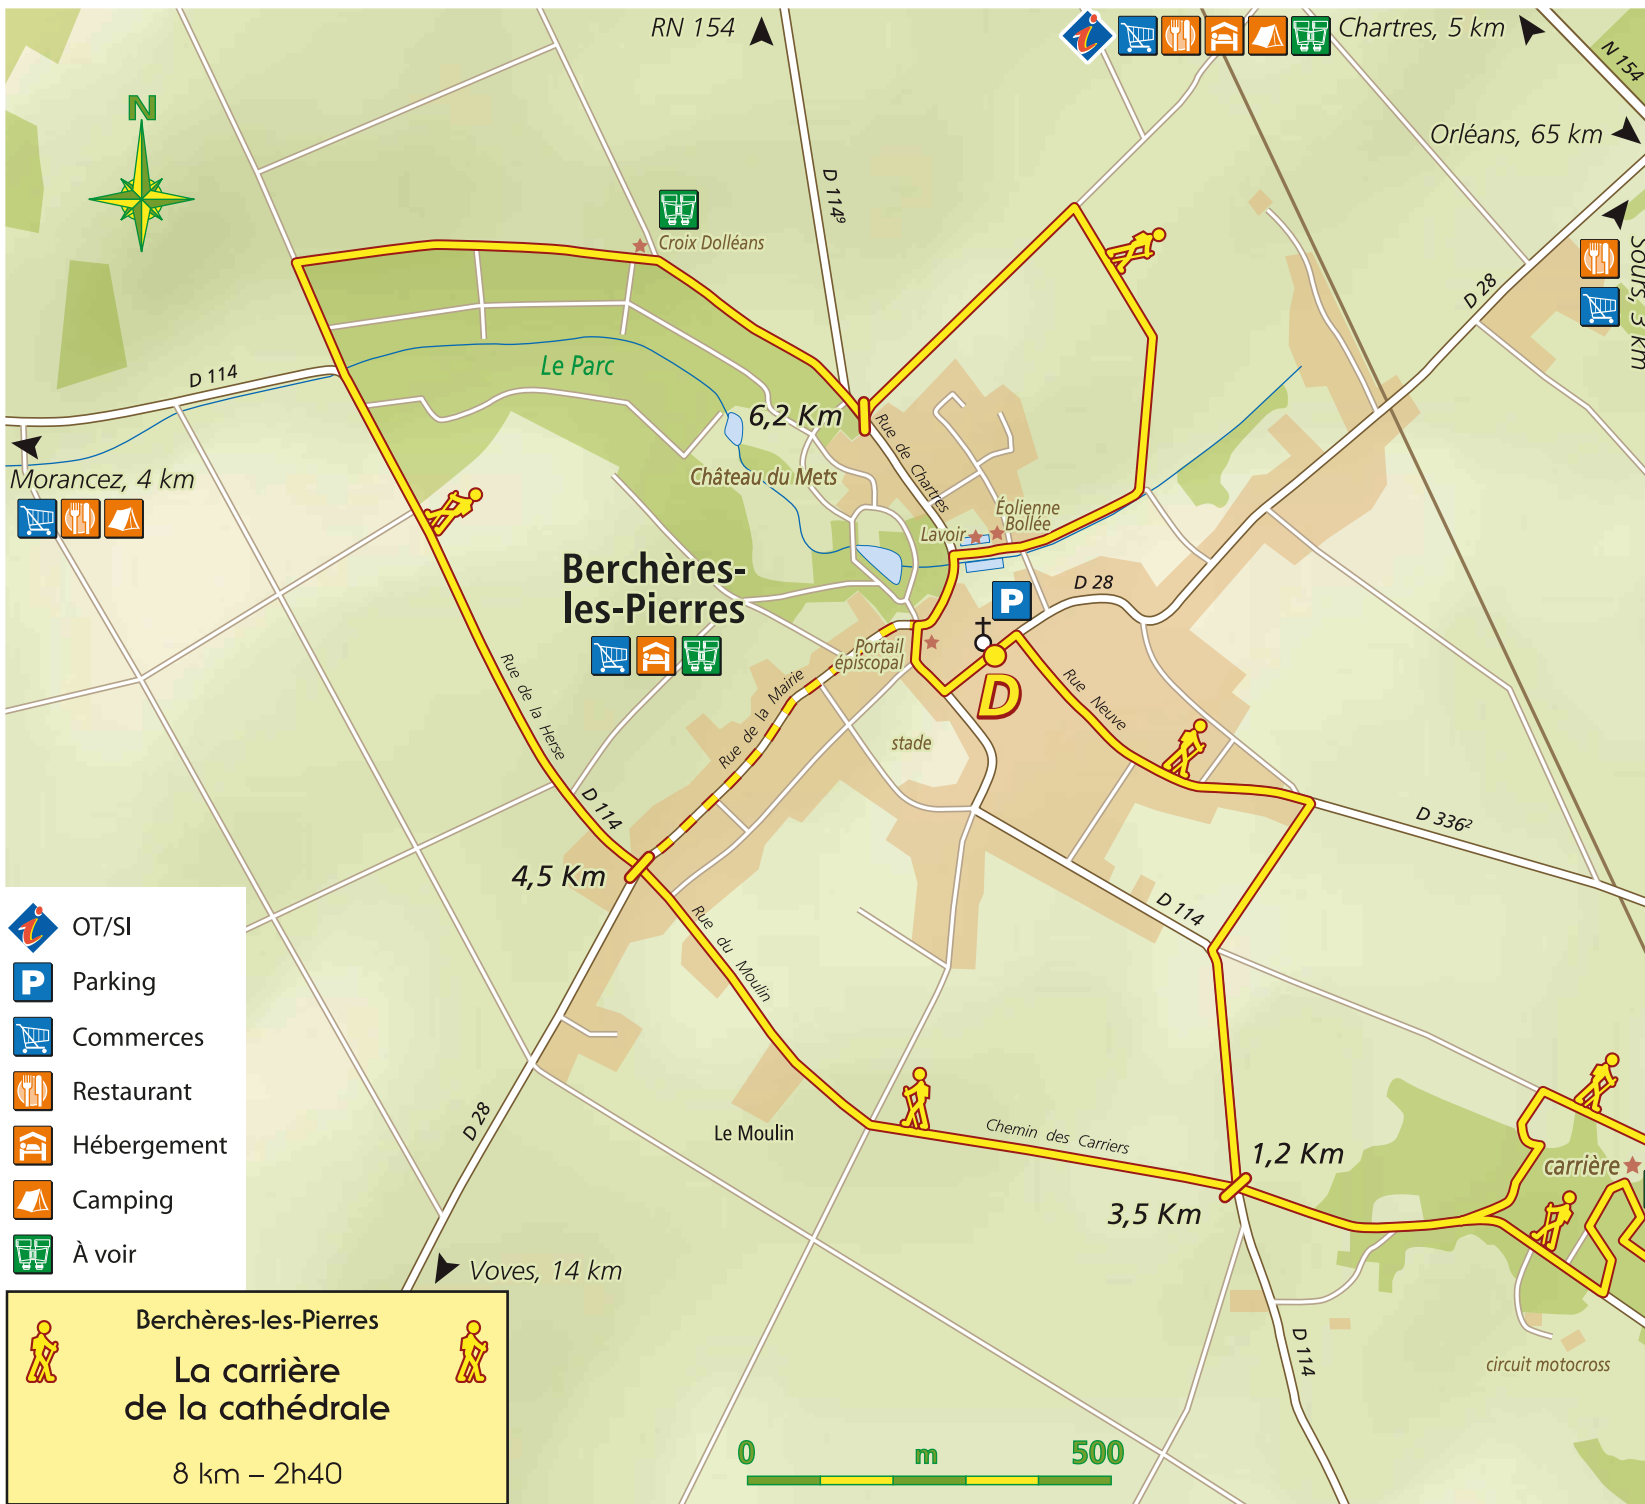 RN 154
Chartres, 5 km
N 154
Orléans, 65 km
N
D 114⁹
Croix Dolléans
Sours, 3 km
D 28
Le Parc
D 114
6,2 Km
Rue de Chartres
Morancez, 4 km
Château du Mets
Éolienne
Bollée
Lavoir
Berchères-
les-Pierres
P
D 28
Portail
épiscopal
D
Rue Neuve
Rue de la Herse
Rue de la Mairie
stade
D 114
D 336²
4,5 Km
D 114
Rue du Moulin
i OT/SI
P Parking
Commerces
Restaurant
Hébergement
Camping
À voir
D 28
Le Moulin
Chemin des Carriers
1,2 Km
carrière
3,5 Km
Voves, 14 km
D 114
circuit motocross
Berchères-les-Pierres
La carrière
de la cathédrale
8 km – 2h40
0 m 500